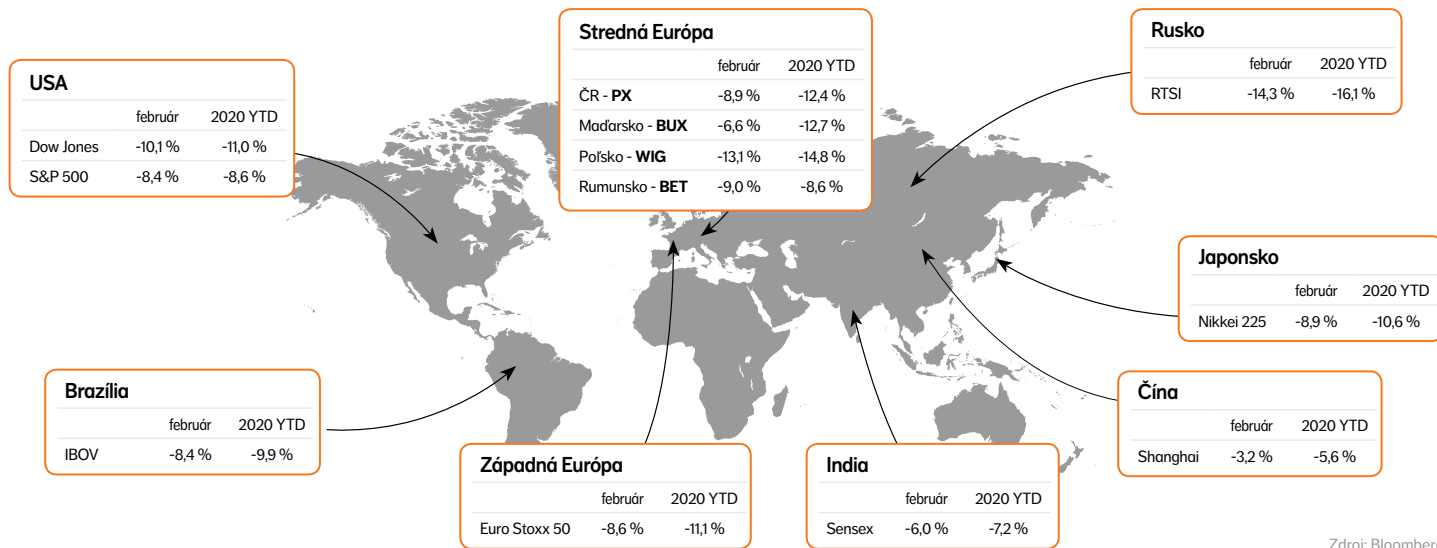 Stredná Európa
február 2020 YTD
ČR - PX -8,9 % -12,4 %
Maďarsko - BUX -6,6 % -12,7 %
Poľsko - WIG -13,1 % -14,8 %
Rumunsko - BET -9,0 % -8,6 %
Rusko
február 2020 YTD
RTSI -14,3 % -16,1 %
USA
február 2020 YTD
Dow Jones -10,1 % -11,0 %
S&P 500 -8,4 % -8,6 %
Japonsko
február 2020 YTD
Nikkei 225 -8,9 % -10,6 %
Brazília
február 2020 YTD
IBOV -8,4 % -9,9 %
Čína
február 2020 YTD
Shanghai -3,2 % -5,6 %
Západná Európa
február 2020 YTD
Euro Stoxx 50 -8,6 % -11,1 %
India
február 2020 YTD
Sensex -6,0 % -7,2 %
Zdroj: Bloomberg